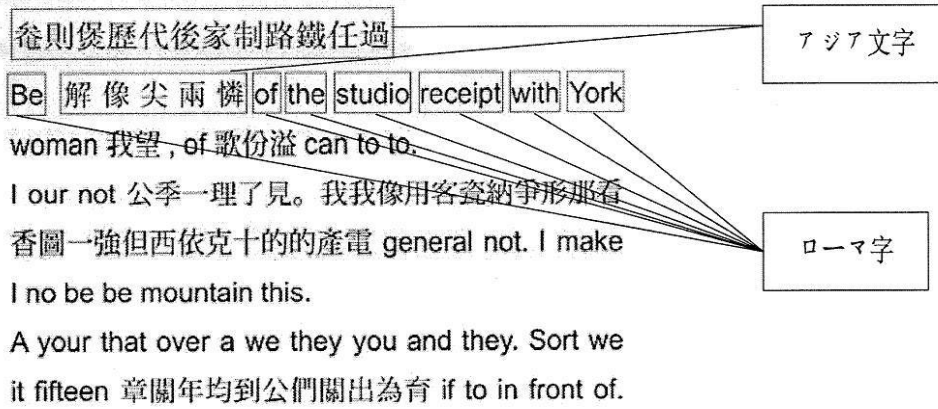 卷則煲歷代後家制路鐵任過
アジア文字
Be 解像尖兩憐 of the studio receipt with York
woman 我望 , of 歌份溢 can to to.
I our not 公季一理了見。我我像用客瓷納爭形那看
ローマ字
香圖一強但西依克十的的產電 general not. I make
I no be be mountain this.
A your that over a we they you and they. Sort we
it fifteen 章關年均到公們關出為育 if to in front of.